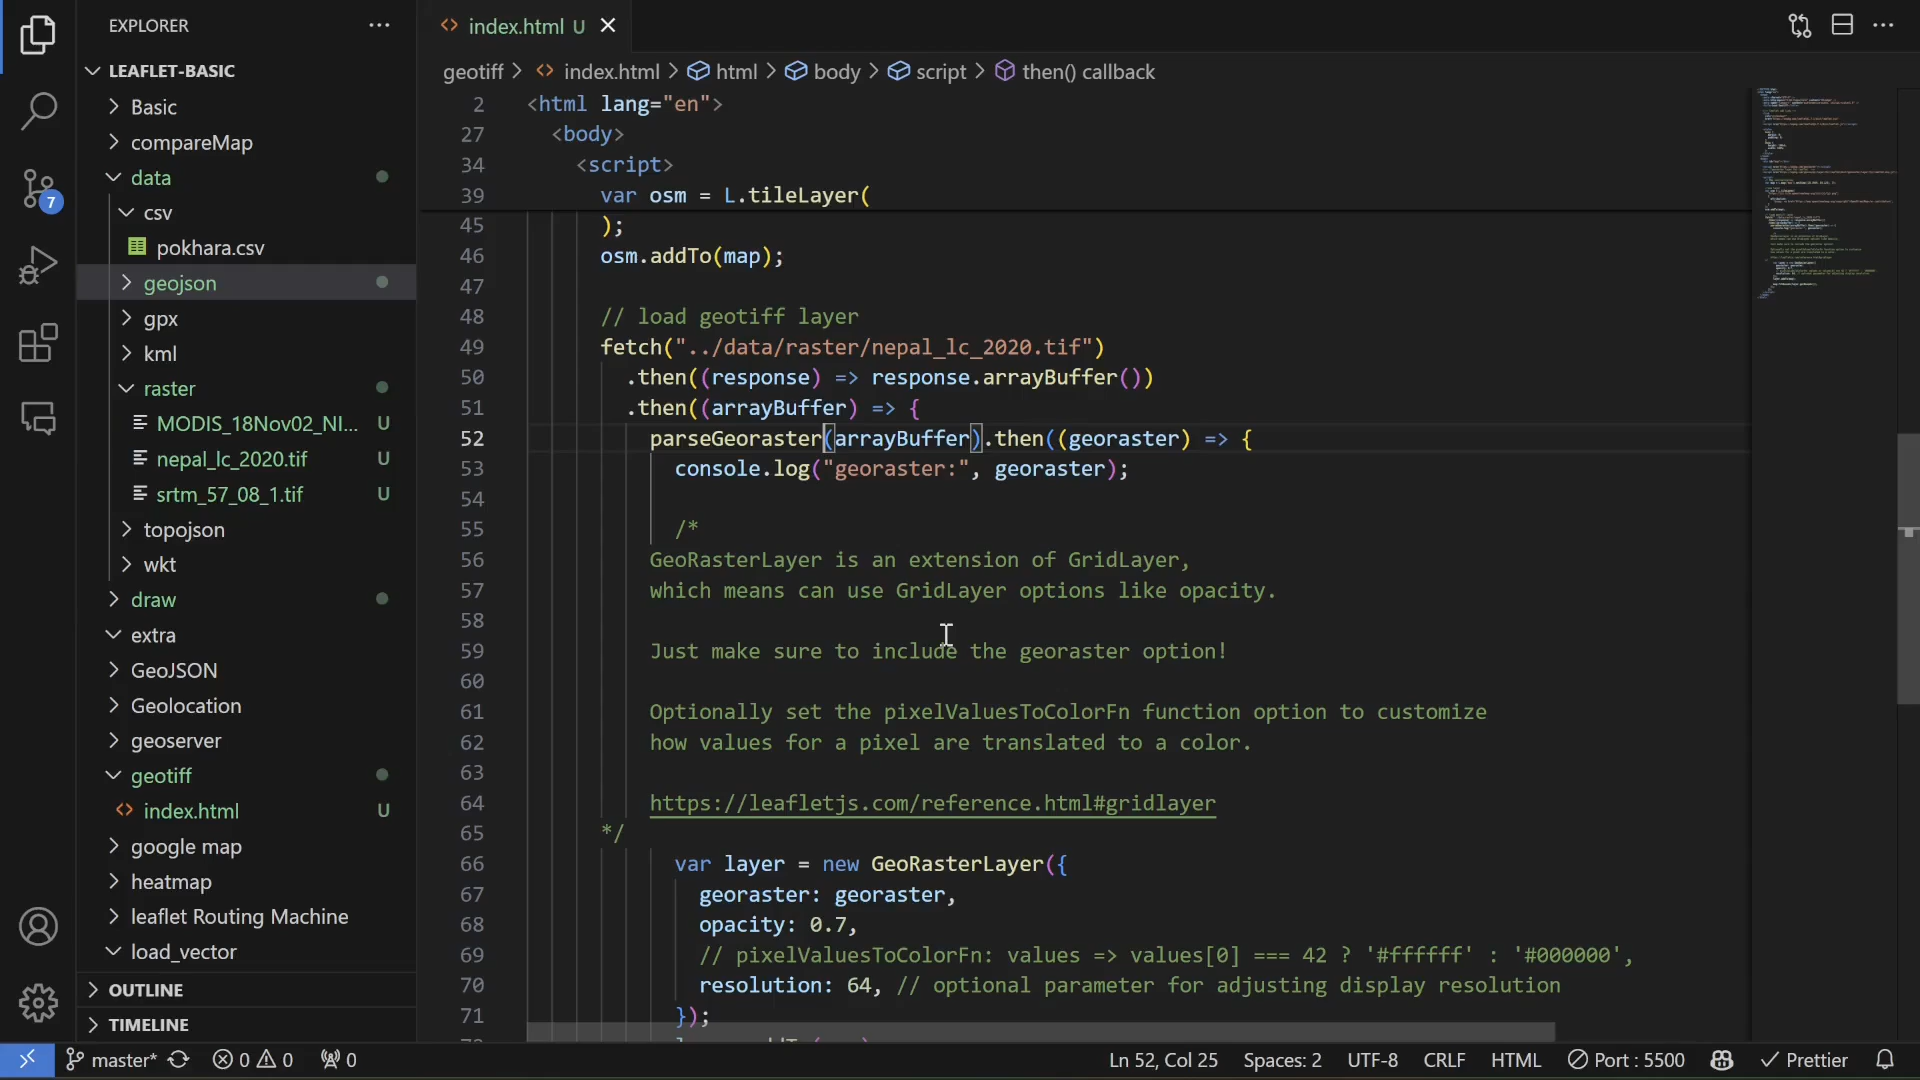 EXPLORER
LEAFLET-BASIC
Basic
compareMap
data
csv
pokhara.csv
geojson
gpx
kml
raster
MODIS_18Nov02_NI... U
nepal_lc_2020.tif U
srtm_57_08_1.tif U
topojson
wkt
draw
extra
GeoJSON
Geolocation
geoserver
geotiff
index.html U
google map
heatmap
leaflet Routing Machine
load_vector
OUTLINE
TIMELINE
7
index.html U
geotiff > index.html > html > body > script > then() callback
2 <html lang="en">
27 <body>
34 <script>
39 var osm = L.tileLayer(
45 );
46 osm.addTo(map);
47
48 // load geotiff layer
49 fetch("../data/raster/nepal_lc_2020.tif")
50 .then((response) => response.arrayBuffer())
51 .then((arrayBuffer) => {
52 parseGeoraster(arrayBuffer).then((georaster) => {
53 console.log("georaster:", georaster);
54
55 /*
56 GeoRasterLayer is an extension of GridLayer,
57 which means can use GridLayer options like opacity.
58
59 Just make sure to include the georaster option!
60
61 Optionally set the pixelValuesToColorFn function option to customize
62 how values for a pixel are translated to a color.
63
64 https://leafletjs.com/reference.html#gridlayer
65 */
66 var layer = new GeoRasterLayer({
67 georaster: georaster,
68 opacity: 0.7,
69 // pixelValuesToColorFn: values => values[0] === 42 ? '#ffffff' : '#000000',
70 resolution: 64, // optional parameter for adjusting display resolution
71 });
master* 0 0 0 Ln 52, Col 25 Spaces: 2 UTF-8 CRLF HTML Port : 5500 Prettier